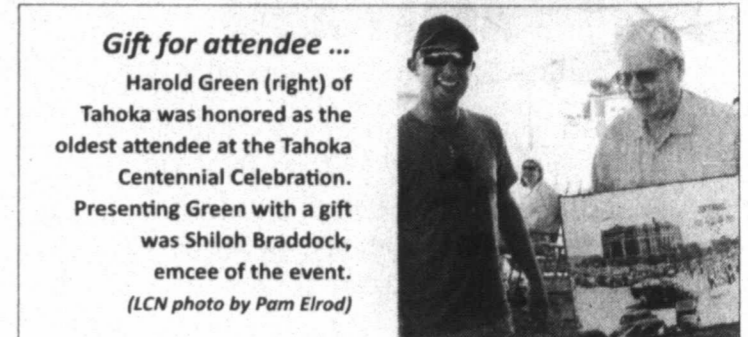 Gift for attendee ...
Harold Green (right) of
Tahoka was honored as the
oldest attendee at the Tahoka
Centennial Celebration.
Presenting Green with a gift
was Shiloh Braddock,
emcee of the event.
(LCN photo by Pam Elrod)